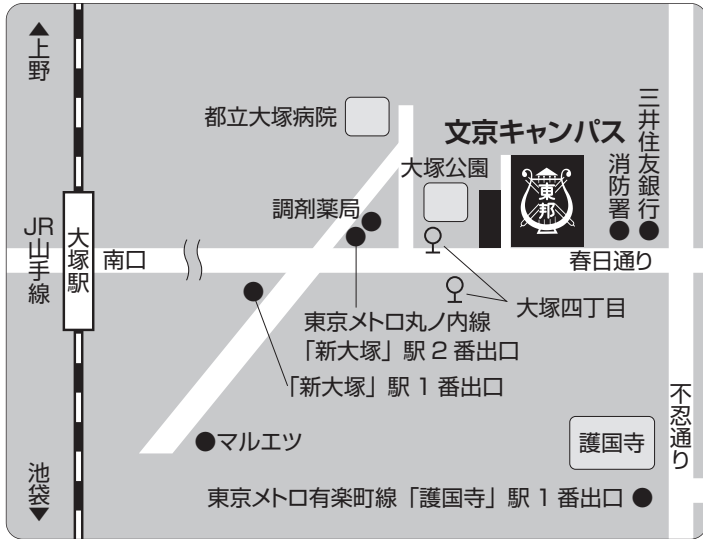 ▲上野
JR山手線
大塚駅
池袋▼
南口
都立大塚病院
調剤薬局
大塚公園
文京キャンパス
東邦
消防署
三井住友銀行
春日通り
大塚四丁目
東京メトロ丸ノ内線
「新大塚」駅2番出口
「新大塚」駅1番出口
マルエツ
護国寺
不忍通り
東京メトロ有楽町線「護国寺」駅1番出口